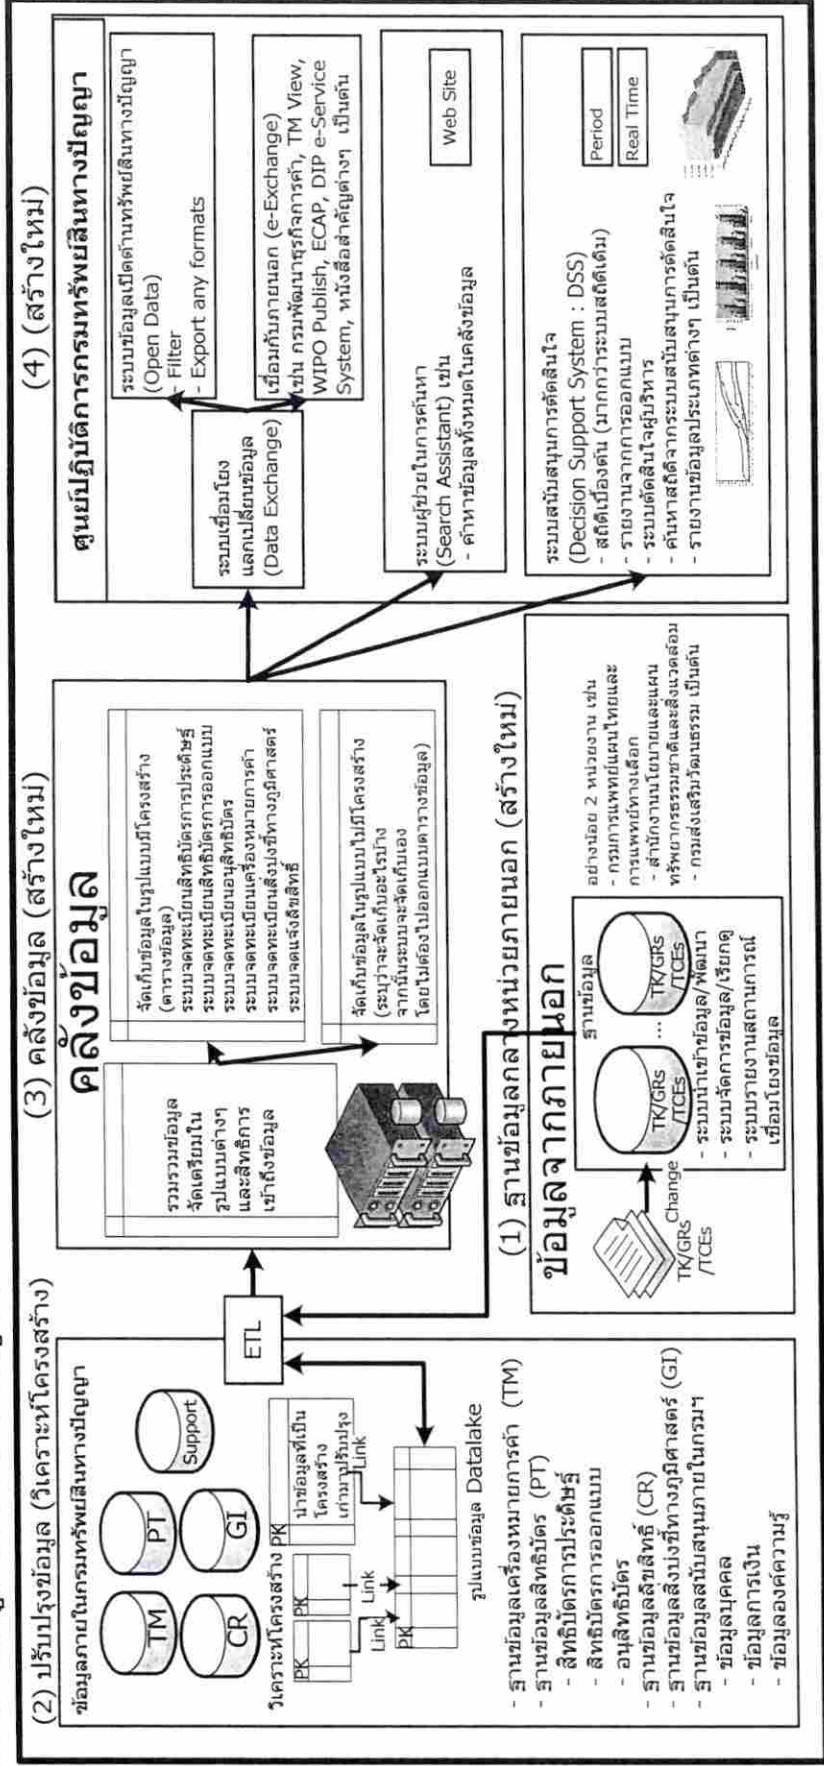 (2) ปรับปรุงข้อมูล (วิเคราะห์โครงสร้าง)
ข้อมูลภายในกรมทรัพย์สินทางปัญญา
TM
PT
CR
GI
Support
วิเคราะห์โครงสร้าง
PK
PK
PK
นำข้อมูลที่เป็น
โครงสร้าง
เก่ามาปรับปรุง
Link
Link
Link
PK
รูปแบบข้อมูล Datalake
- ฐานข้อมูลเครื่องหมายการค้า (TM)
- ฐานข้อมูลสิทธิบัตร (PT)
- สิทธิบัตรการประดิษฐ์
- สิทธิบัตรการออกแบบ
- อนุสิทธิบัตร
- ฐานข้อมูลลิขสิทธิ์ (CR)
- ฐานข้อมูลสิ่งบ่งชี้ทางภูมิศาสตร์ (GI)
- ฐานข้อมูลสนับสนุนภายในกรมฯ
- ข้อมูลบุคคล
- ข้อมูลการเงิน
- ข้อมูลองค์ความรู้
ETL
(3) คลังข้อมูล (สร้างใหม่)
คลังข้อมูล
รวมรวมข้อมูล
จัดเตรียมใน
รูปแบบต่างๆ
และสิทธิการ
เข้าถึงข้อมูล
จัดเก็บข้อมูลในรูปแบบมีโครงสร้าง
(ตารางข้อมูล)
ระบบจดทะเบียนสิทธิบัตรการประดิษฐ์
ระบบจดทะเบียนสิทธิบัตรการออกแบบ
ระบบจดทะเบียนอนุสิทธิบัตร
ระบบจดทะเบียนเครื่องหมายการค้า
ระบบจดทะเบียนสิ่งบ่งชี้ทางภูมิศาสตร์
ระบบจดแจ้งลิขสิทธิ์
จัดเก็บข้อมูลในรูปแบบไม่มีโครงสร้าง
(ระบุว่าจะจัดเก็บอะไรบ้าง
จากนั้นระบบจะจัดเก็บเอง
โดยไม่ต้องไปออกแบบตารางข้อมูล)
(1) ฐานข้อมูลกลางหน่วยภายนอก (สร้างใหม่)
ข้อมูลจากภายนอก
TK/GRs
/TCEs
Change
ฐานข้อมูล
TK/GRs
/TCEs
...
TK/GRs
/TCEs
- ระบบนำเข้าข้อมูล/พัฒนา
- ระบบจัดการข้อมูล/เรียกดู
- ระบบรายงานสถานการณ์
เชื่อมโยงข้อมูล
อย่างน้อย 2 หน่วยงาน เช่น
- กรมการแพทย์แผนไทยและ
การแพทย์ทางเลือก
- สำนักงานนโยบายและแผน
ทรัพยากรธรรมชาติและสิ่งแวดล้อม
- กรมส่งเสริมวัฒนธรรม เป็นต้น
(4) (สร้างใหม่)
ศูนย์ปฏิบัติการกรมทรัพย์สินทางปัญญา
ระบบเชื่อมโยง
แลกเปลี่ยนข้อมูล
(Data Exchange)
ระบบข้อมูลเปิดด้านทรัพย์สินทางปัญญา
(Open Data)
- Filter
- Export any formats
เชื่อมกับภายนอก (e-Exchange)
เช่น กรมพัฒนาธุรกิจการค้า, TM View,
WIPO Publish, ECAP, DIP e-Service
System, หนังสือสำคัญต่างๆ เป็นต้น
ระบบผู้ช่วยในการค้นหา
(Search Assistant) เช่น
- ค้าหาข้อมูลทั้งหมดในคลังข้อมูล
Web Site
ระบบสนับสนุนการตัดสินใจ
(Decision Support System : DSS)
- สถิติเบื้องต้น (มากกว่าระบบสถิติเดิม)
- รายงานจากการออกแบบ
- ระบบตัดสินใจผู้บริหาร
- ค้นหาสถิติจากระบบสนับสนุนการตัดสินใจ
- รายงานข้อมูลประเภทต่างๆ เป็นต้น
Period
Real Time